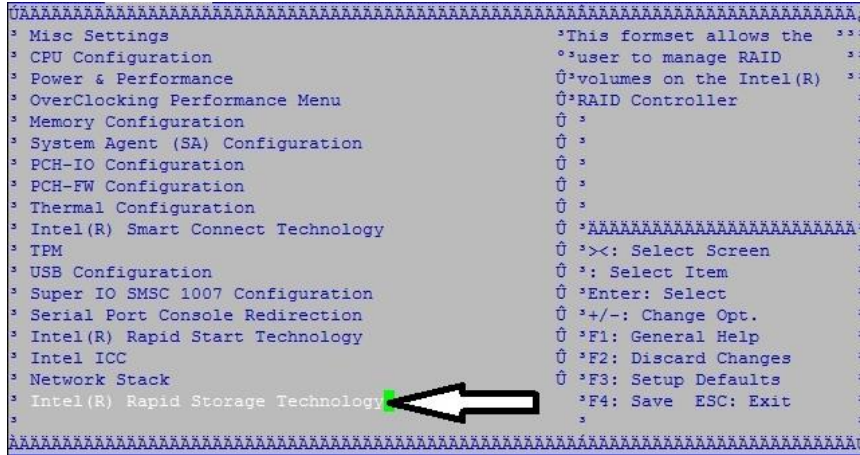 Misc Settings
CPU Configuration
Power & Performance
OverClocking Performance Menu
Memory Configuration
System Agent (SA) Configuration
PCH-IO Configuration
PCH-FW Configuration
Thermal Configuration
Intel(R) Smart Connect Technology
TPM
USB Configuration
Super IO SMSC 1007 Configuration
Serial Port Console Redirection
Intel(R) Rapid Start Technology
Intel ICC
Network Stack
Intel(R) Rapid Storage Technology
This formset allows the
user to manage RAID
volumes on the Intel(R)
RAID Controller
><: Select Screen
: Select Item
Enter: Select
+/-: Change Opt.
F1: General Help
F2: Discard Changes
F3: Setup Defaults
F4: Save ESC: Exit